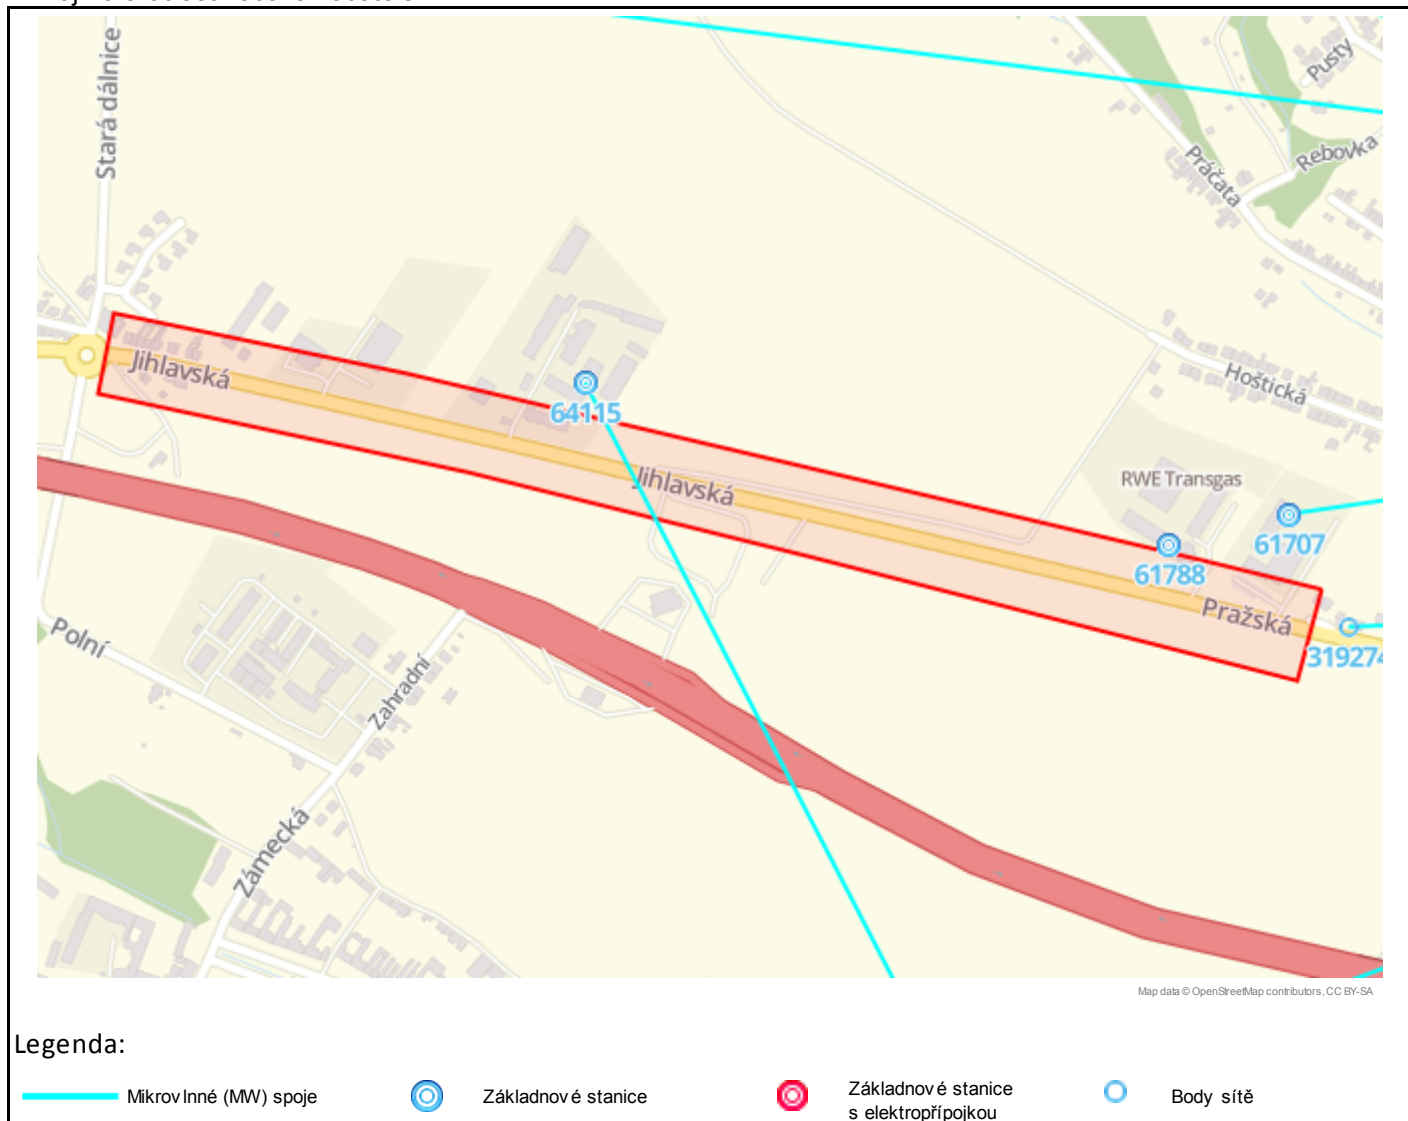 Stará dálnice
Pusty
Rebovka
Práčata
Jihlavská
64115
Hoštická
Jihlavská
RWE Transgas
61707
61788
Pražská
319274
Polní
Zahradní
Zámecká
Map data © OpenStreetMap contributors, CC BY-SA
Legenda:
Mikrovlnné (MW) spoje
Základnové stanice
Základnové stanice
s elektropřípojkou
Body sítě